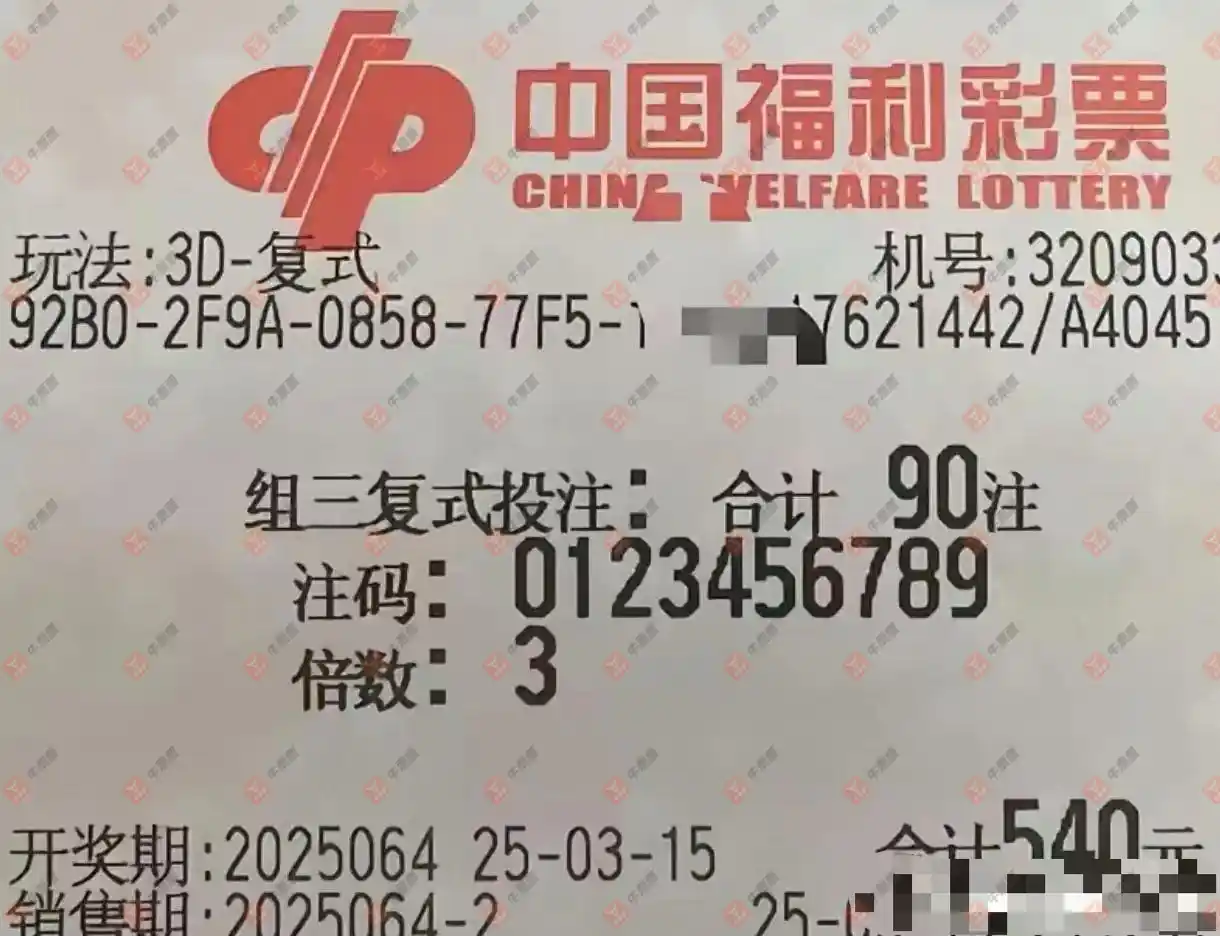 中国福利彩票
CHINA WELFARE LOTTERY
玩法:3D-复式 机号:3209033
92B0-2F9A-0858-77F5- 7621442/A4045
组三复式投注: 合计 90注
注码: 0123456789
倍数: 3
开奖期:2025064 25-03-15 合计540元
销售期:2025064-2 25-